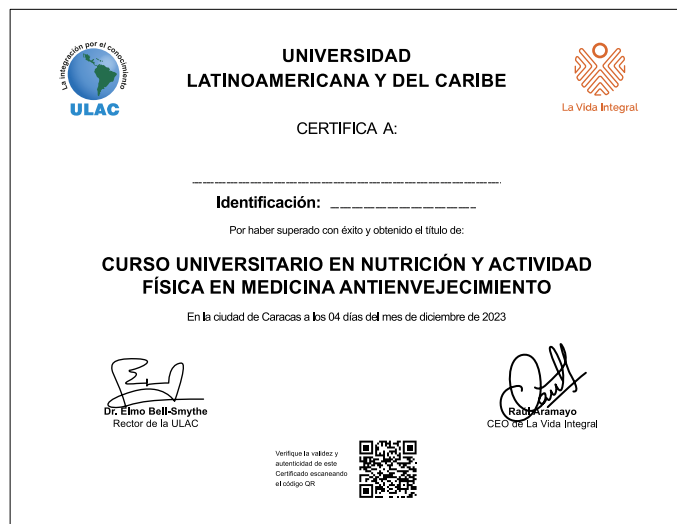 La integración por el conocimiento
ULAC
UNIVERSIDAD
LATINOAMERICANA Y DEL CARIBE
La Vida Integral
CERTIFICA A:
Identificación:
Por haber superado con éxito y obtenido el título de:
CURSO UNIVERSITARIO EN NUTRICIÓN Y ACTIVIDAD
FÍSICA EN MEDICINA ANTIENVEJECIMIENTO
En la ciudad de Caracas a los 04 días del mes de diciembre de 2023
Dr. Elmo Bell-Smythe
Rector de la ULAC
Raúl Aramayo
CEO de La Vida Integral
Verifique la validez y
autenticidad de este
Certificado escaneando
el código QR